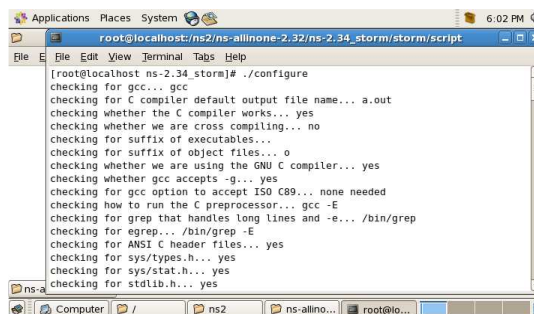 Applications Places System 6:02 PM
root@localhost:/ns2/ns-allinone-2.32/ns-2.34_storm/storm/script
File E File Edit View Terminal Tabs Help
[root@localhost ns-2.34_storm]# ./configure
checking for gcc... gcc
checking for C compiler default output file name... a.out
checking whether the C compiler works... yes
checking whether we are cross compiling... no
checking for suffix of executables...
checking for suffix of object files... o
checking whether we are using the GNU C compiler... yes
checking whether gcc accepts -g... yes
checking for gcc option to accept ISO C89... none needed
checking how to run the C preprocessor... gcc -E
checking for grep that handles long lines and -e... /bin/grep
checking for egrep... /bin/grep -E
checking for ANSI C header files... yes
checking for sys/types.h... yes
checking for sys/stat.h... yes
checking for stdlib.h... yes
ns-a
Computer / ns2 ns-allino... root@lo...